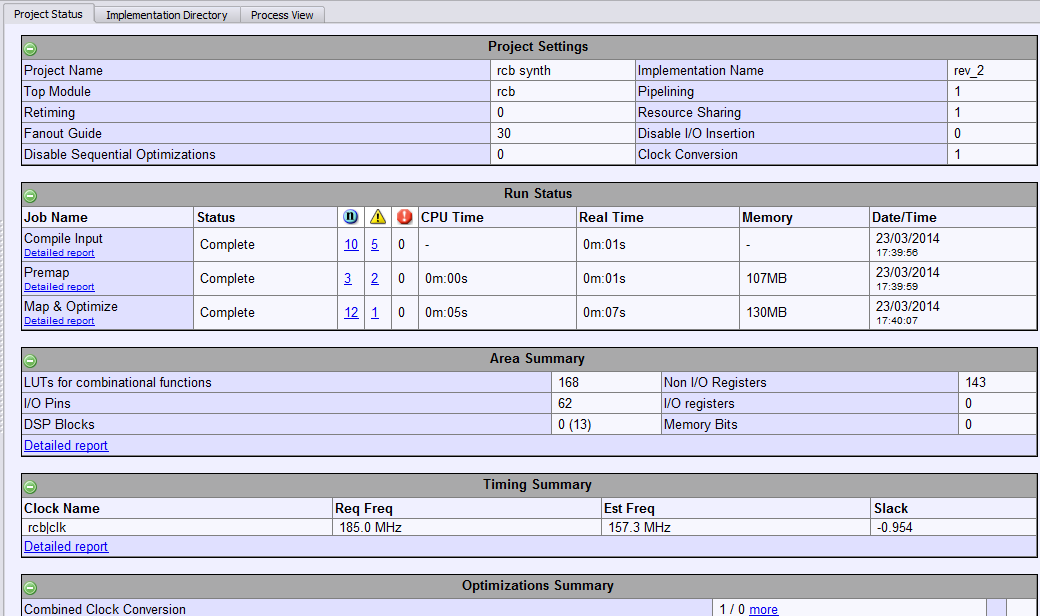 Project Status Implementation Directory Process View
Project Settings
Project Name rcb synth Implementation Name rev_2
Top Module rcb Pipelining 1
Retiming 0 Resource Sharing 1
Fanout Guide 30 Disable I/O Insertion 0
Disable Sequential Optimizations 0 Clock Conversion 1
Run Status
Job Name Status n ! ! CPU Time Real Time Memory Date/Time
Compile Input Complete 10 5 0 - 0m:01s - 23/03/2014
Detailed report 17:39:56
Premap Complete 3 2 0 0m:00s 0m:01s 107MB 23/03/2014
Detailed report 17:39:59
Map & Optimize Complete 12 1 0 0m:05s 0m:07s 130MB 23/03/2014
Detailed report 17:40:07
Area Summary
LUTs for combinational functions 168 Non I/O Registers 143
I/O Pins 62 I/O registers 0
DSP Blocks 0 (13) Memory Bits 0
Detailed report
Timing Summary
Clock Name Req Freq Est Freq Slack
rcb|clk 185.0 MHz 157.3 MHz -0.954
Detailed report
Optimizations Summary
Combined Clock Conversion 1 / 0 more